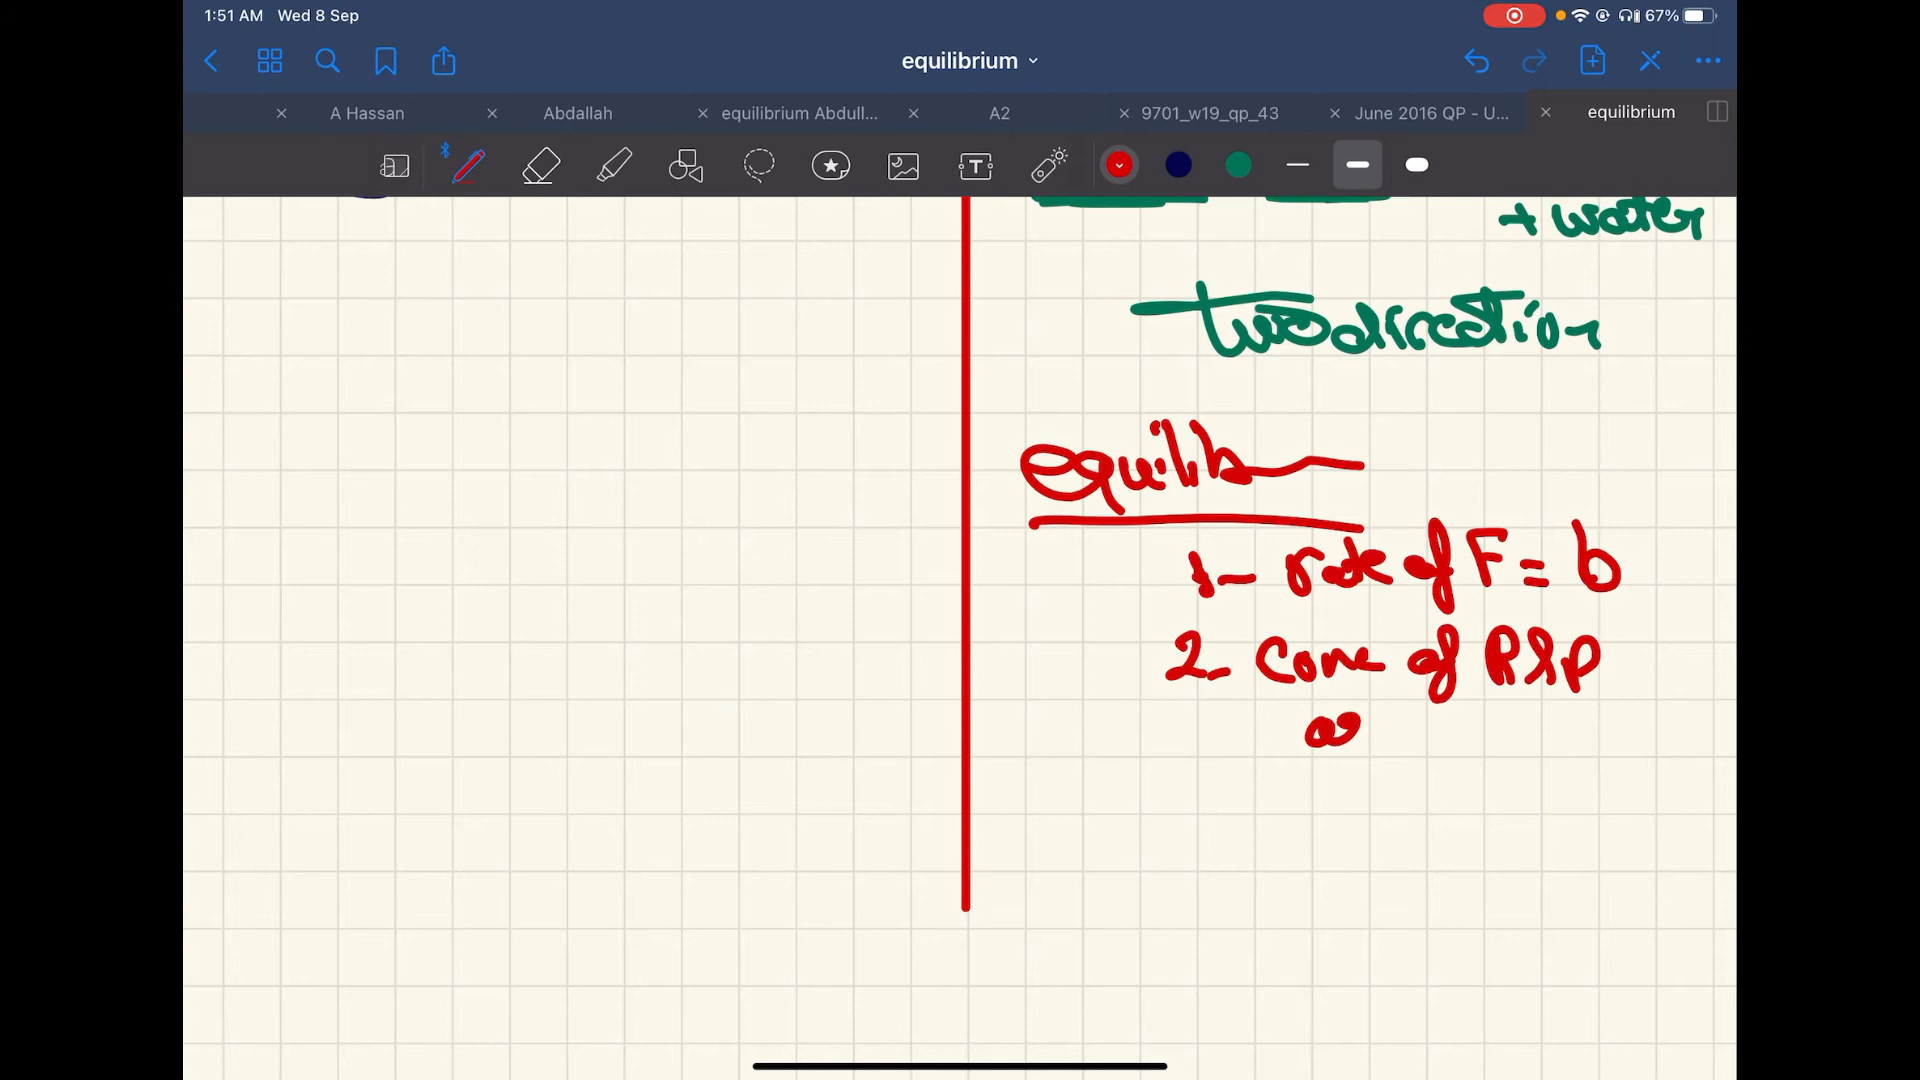 1:51 AM Wed 8 Sep 67%
equilibrium
A Hassan Abdallah equilibrium Abdull... A2 9701_w19_qp_43 June 2016 QP - U... equilibrium
+ water
two direction
equilib
1- rate of F = b
2- Conc of R & P